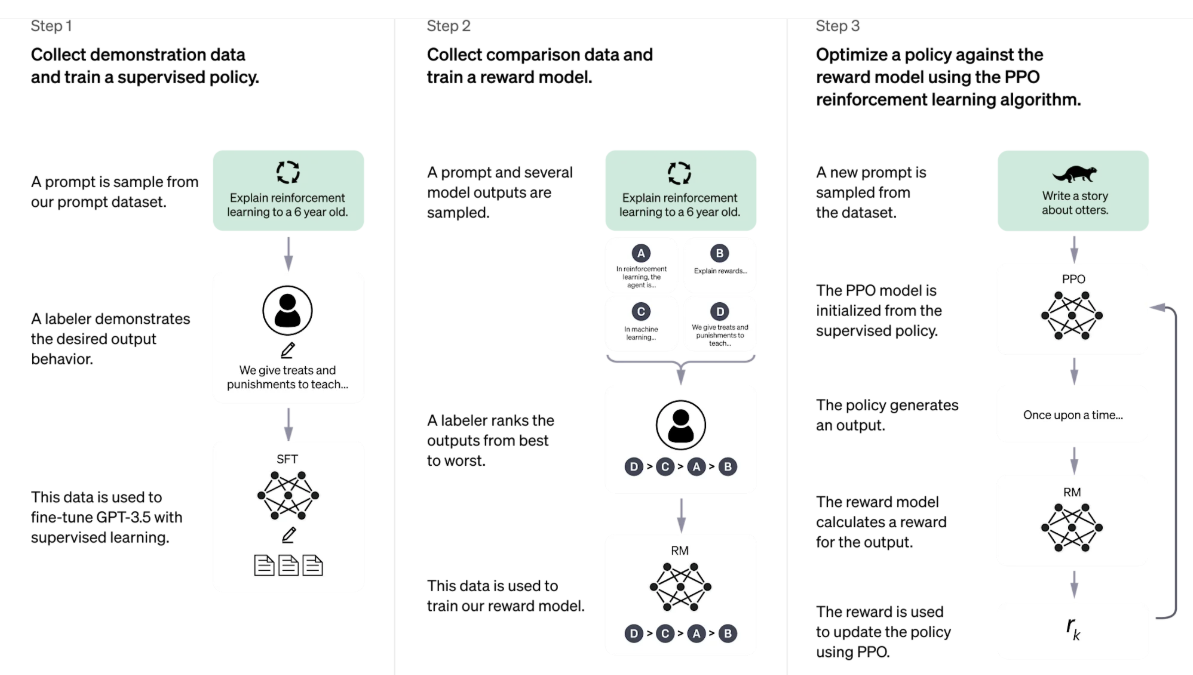 Step 1
Collect demonstration data
and train a supervised policy.
A prompt is sample from
our prompt dataset.
Explain reinforcement
learning to a 6 year old.
A labeler demonstrates
the desired output
behavior.
We give treats and
punishments to teach...
SFT
This data is used to
fine-tune GPT-3.5 with
supervised learning.
Step 2
Collect comparison data and
train a reward model.
A prompt and several
model outputs are
sampled.
Explain reinforcement
learning to a 6 year old.
A
In reinforcement
learning, the
agent is...
B
Explain rewards...
C
In machine
learning...
D
We give treats and
punishments to
teach...
A labeler ranks the
outputs from best
to worst.
D > C > A > B
RM
This data is used to
train our reward model.
D > C > A > B
Step 3
Optimize a policy against the
reward model using the PPO
reinforcement learning algorithm.
A new prompt is
sampled from
the dataset.
Write a story
about otters.
PPO
The PPO model is
initialized from the
supervised policy.
The policy generates
an output.
Once upon a time...
RM
The reward model
calculates a reward
for the output.
The reward is used
to update the policy
using PPO.
rk